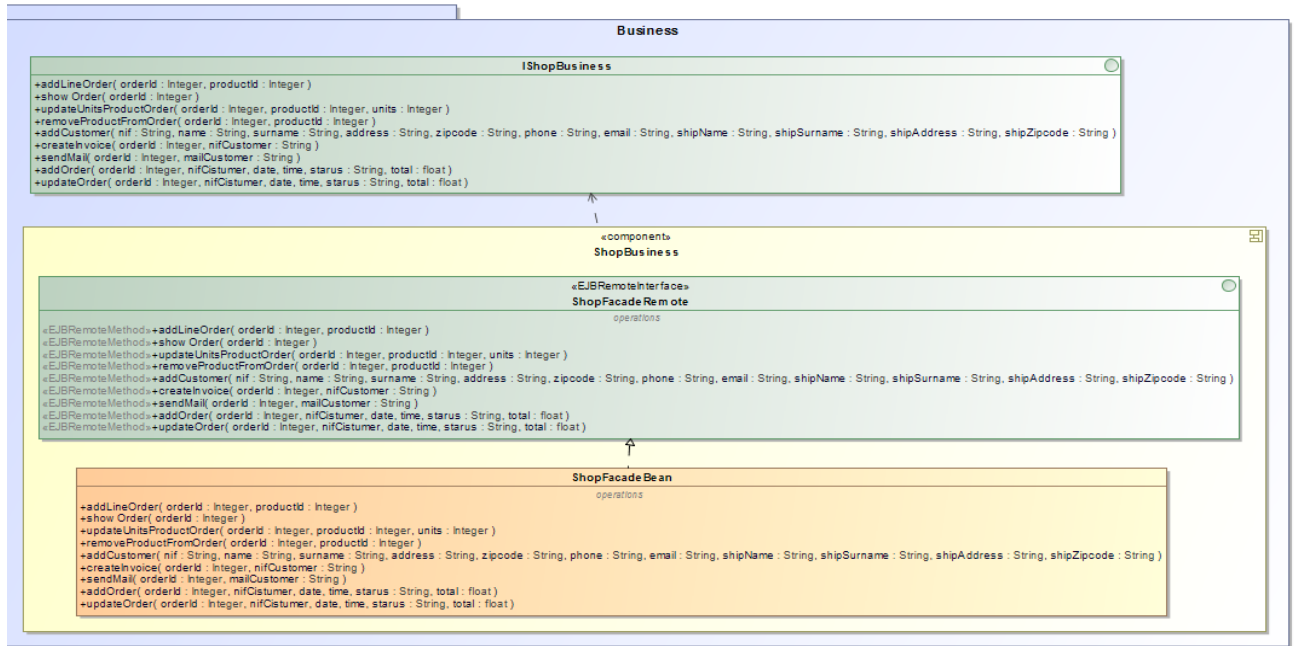 Business
IShopBusiness
+addLineOrder( orderId : Integer, productId : Integer )
+show Order( orderId : Integer )
+updateUnitsProductOrder( orderId : Integer, productId : Integer, units : Integer )
+removeProductFromOrder( orderId : Integer, productId : Integer )
+addCustomer( nif : String, name : String, surname : String, address : String, zipcode : String, phone : String, email : String, shipName : String, shipSurname : String, shipAddress : String, shipZipcode : String )
+createInvoice( orderId : Integer, nifCustomer : String )
+sendMail( orderId : Integer, mailCustomer : String )
+addOrder( orderId : Integer, nifCistumer, date, time, starus : String, total : float )
+updateOrder( orderId : Integer, nifCistumer, date, time, starus : String, total : float )
«component»
ShopBusiness
«EJBRemoteInterface»
ShopFacadeRemote
operations
«EJBRemoteMethod»+addLineOrder( orderId : Integer, productId : Integer )
«EJBRemoteMethod»+show Order( orderId : Integer )
«EJBRemoteMethod»+updateUnitsProductOrder( orderId : Integer, productId : Integer, units : Integer )
«EJBRemoteMethod»+removeProductFromOrder( orderId : Integer, productId : Integer )
«EJBRemoteMethod»+addCustomer( nif : String, name : String, surname : String, address : String, zipcode : String, phone : String, email : String, shipName : String, shipSurname : String, shipAddress : String, shipZipcode : String )
«EJBRemoteMethod»+createInvoice( orderId : Integer, nifCustomer : String )
«EJBRemoteMethod»+sendMail( orderId : Integer, mailCustomer : String )
«EJBRemoteMethod»+addOrder( orderId : Integer, nifCistumer, date, time, starus : String, total : float )
«EJBRemoteMethod»+updateOrder( orderId : Integer, nifCistumer, date, time, starus : String, total : float )
ShopFacadeBean
operations
+addLineOrder( orderId : Integer, productId : Integer )
+show Order( orderId : Integer )
+updateUnitsProductOrder( orderId : Integer, productId : Integer, units : Integer )
+removeProductFromOrder( orderId : Integer, productId : Integer )
+addCustomer( nif : String, name : String, surname : String, address : String, zipcode : String, phone : String, email : String, shipName : String, shipSurname : String, shipAddress : String, shipZipcode : String )
+createInvoice( orderId : Integer, nifCustomer : String )
+sendMail( orderId : Integer, mailCustomer : String )
+addOrder( orderId : Integer, nifCistumer, date, time, starus : String, total : float )
+updateOrder( orderId : Integer, nifCistumer, date, time, starus : String, total : float )